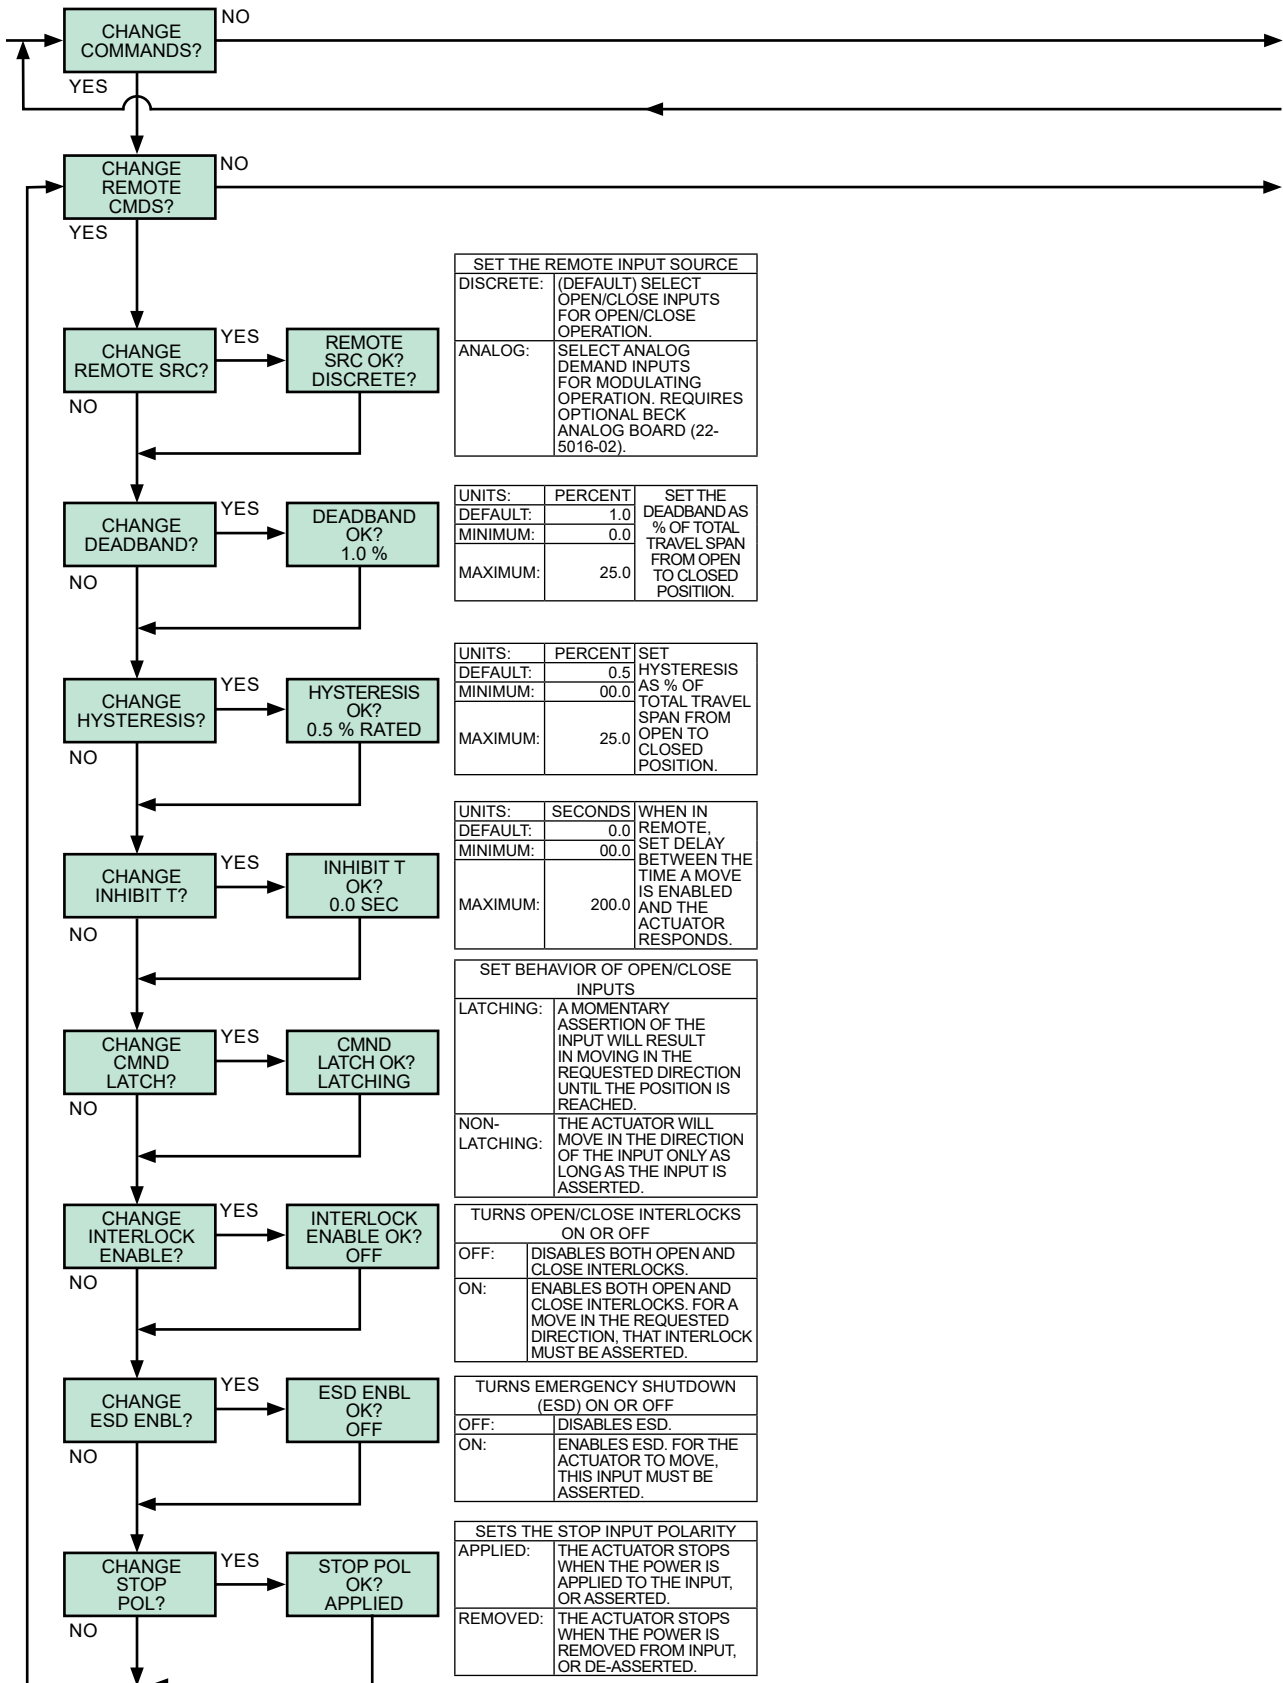 CHANGE
COMMANDS?
NO
YES
CHANGE
REMOTE
CMDS?
NO
YES
CHANGE
REMOTE SRC?
YES
NO
REMOTE
SRC OK?
DISCRETE?
SET THE REMOTE INPUT SOURCE
DISCRETE:
(DEFAULT) SELECT
OPEN/CLOSE INPUTS
FOR OPEN/CLOSE
OPERATION.
ANALOG:
SELECT ANALOG
DEMAND INPUTS
FOR MODULATING
OPERATION. REQUIRES
OPTIONAL BECK
ANALOG BOARD (22-
5016-02).
CHANGE
DEADBAND?
YES
NO
DEADBAND
OK?
1.0 %
UNITS: PERCENT
DEFAULT: 1.0
MINIMUM: 0.0
MAXIMUM: 25.0
SET THE
DEADBAND AS
% OF TOTAL
TRAVEL SPAN
FROM OPEN
TO CLOSED
POSITIION.
CHANGE
HYSTERESIS?
YES
NO
HYSTERESIS
OK?
0.5 % RATED
UNITS: PERCENT
DEFAULT: 0.5
MINIMUM: 00.0
MAXIMUM: 25.0
SET
HYSTERESIS
AS % OF
TOTAL TRAVEL
SPAN FROM
OPEN TO
CLOSED
POSITION.
CHANGE
INHIBIT T?
YES
NO
INHIBIT T
OK?
0.0 SEC
UNITS: SECONDS
DEFAULT: 0.0
MINIMUM: 00.0
MAXIMUM: 200.0
WHEN IN
REMOTE,
SET DELAY
BETWEEN THE
TIME A MOVE
IS ENABLED
AND THE
ACTUATOR
RESPONDS.
CHANGE
CMND
LATCH?
YES
NO
CMND
LATCH OK?
LATCHING
SET BEHAVIOR OF OPEN/CLOSE
INPUTS
LATCHING:
A MOMENTARY
ASSERTION OF THE
INPUT WILL RESULT
IN MOVING IN THE
REQUESTED DIRECTION
UNTIL THE POSITION IS
REACHED.
NON-
LATCHING:
THE ACTUATOR WILL
MOVE IN THE DIRECTION
OF THE INPUT ONLY AS
LONG AS THE INPUT IS
ASSERTED.
CHANGE
INTERLOCK
ENABLE?
YES
NO
INTERLOCK
ENABLE OK?
OFF
TURNS OPEN/CLOSE INTERLOCKS
ON OR OFF
OFF:
DISABLES BOTH OPEN AND
CLOSE INTERLOCKS.
ON:
ENABLES BOTH OPEN AND
CLOSE INTERLOCKS. FOR A
MOVE IN THE REQUESTED
DIRECTION, THAT INTERLOCK
MUST BE ASSERTED.
CHANGE
ESD ENBL?
YES
NO
ESD ENBL
OK?
OFF
TURNS EMERGENCY SHUTDOWN
(ESD) ON OR OFF
OFF:
DISABLES ESD.
ON:
ENABLES ESD. FOR THE
ACTUATOR TO MOVE,
THIS INPUT MUST BE
ASSERTED.
CHANGE
STOP
POL?
YES
NO
STOP POL
OK?
APPLIED
SETS THE STOP INPUT POLARITY
APPLIED:
THE ACTUATOR STOPS
WHEN THE POWER IS
APPLIED TO THE INPUT,
OR ASSERTED.
REMOVED:
THE ACTUATOR STOPS
WHEN THE POWER IS
REMOVED FROM INPUT,
OR DE-ASSERTED.